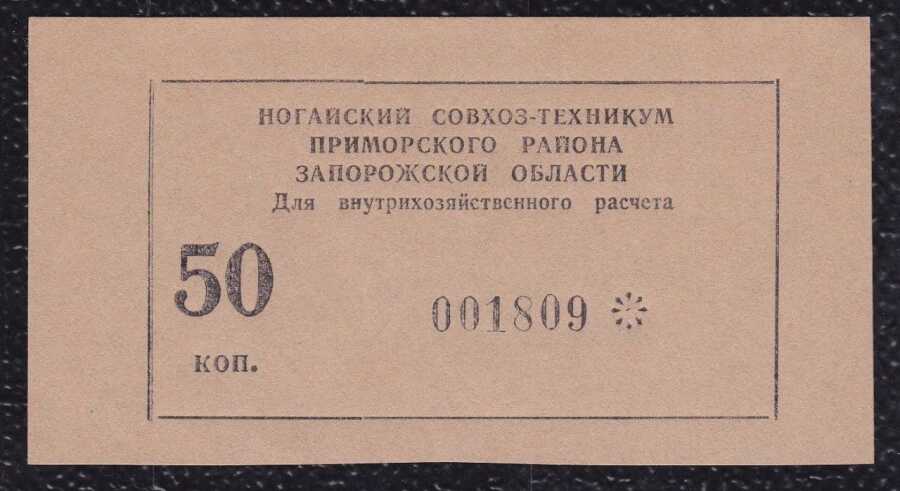 НОГАЙСКИЙ СОВХОЗ-ТЕХНИКУМ
ПРИМОРСКОГО РАЙОНА
ЗАПОРОЖСКОЙ ОБЛАСТИ
Для внутрихозяйственного расчета
50
001809 *
коп.